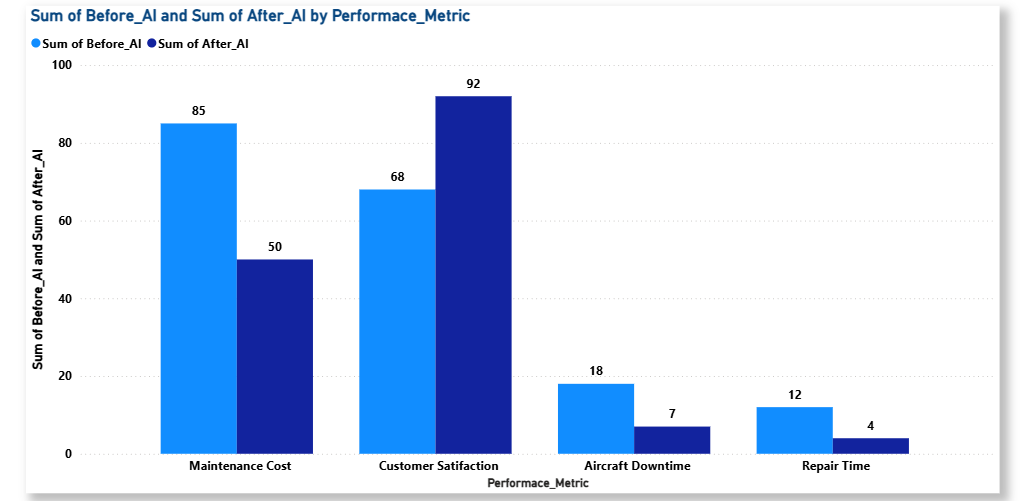 Sum of Before_AI and Sum of After_AI by Performace_Metric
Sum of Before_AI Sum of After_AI
Sum of Before_AI and Sum of After_AI
100
80
60
40
20
0
85
50
68
92
18
7
12
4
Maintenance Cost Customer Satifaction Aircraft Downtime Repair Time
Performace_Metric